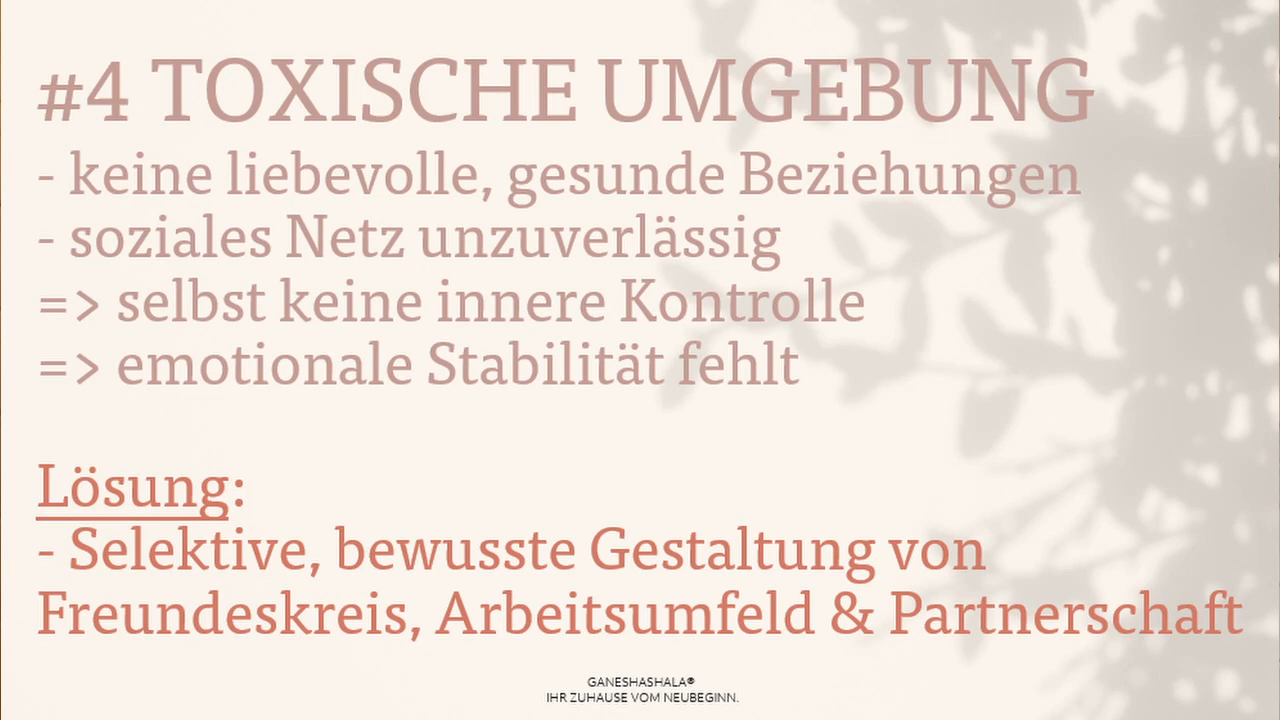 #4 TOXISCHE UMGEBUNG
- keine liebevolle, gesunde Beziehungen
- soziales Netz unzuverlässig
=> selbst keine innere Kontrolle
=> emotionale Stabilität fehlt
Lösung:
- Selektive, bewusste Gestaltung von
Freundeskreis, Arbeitsumfeld & Partnerschaft
GANESHASHALA®
IHR ZUHAUSE VOM NEUBEGINN.